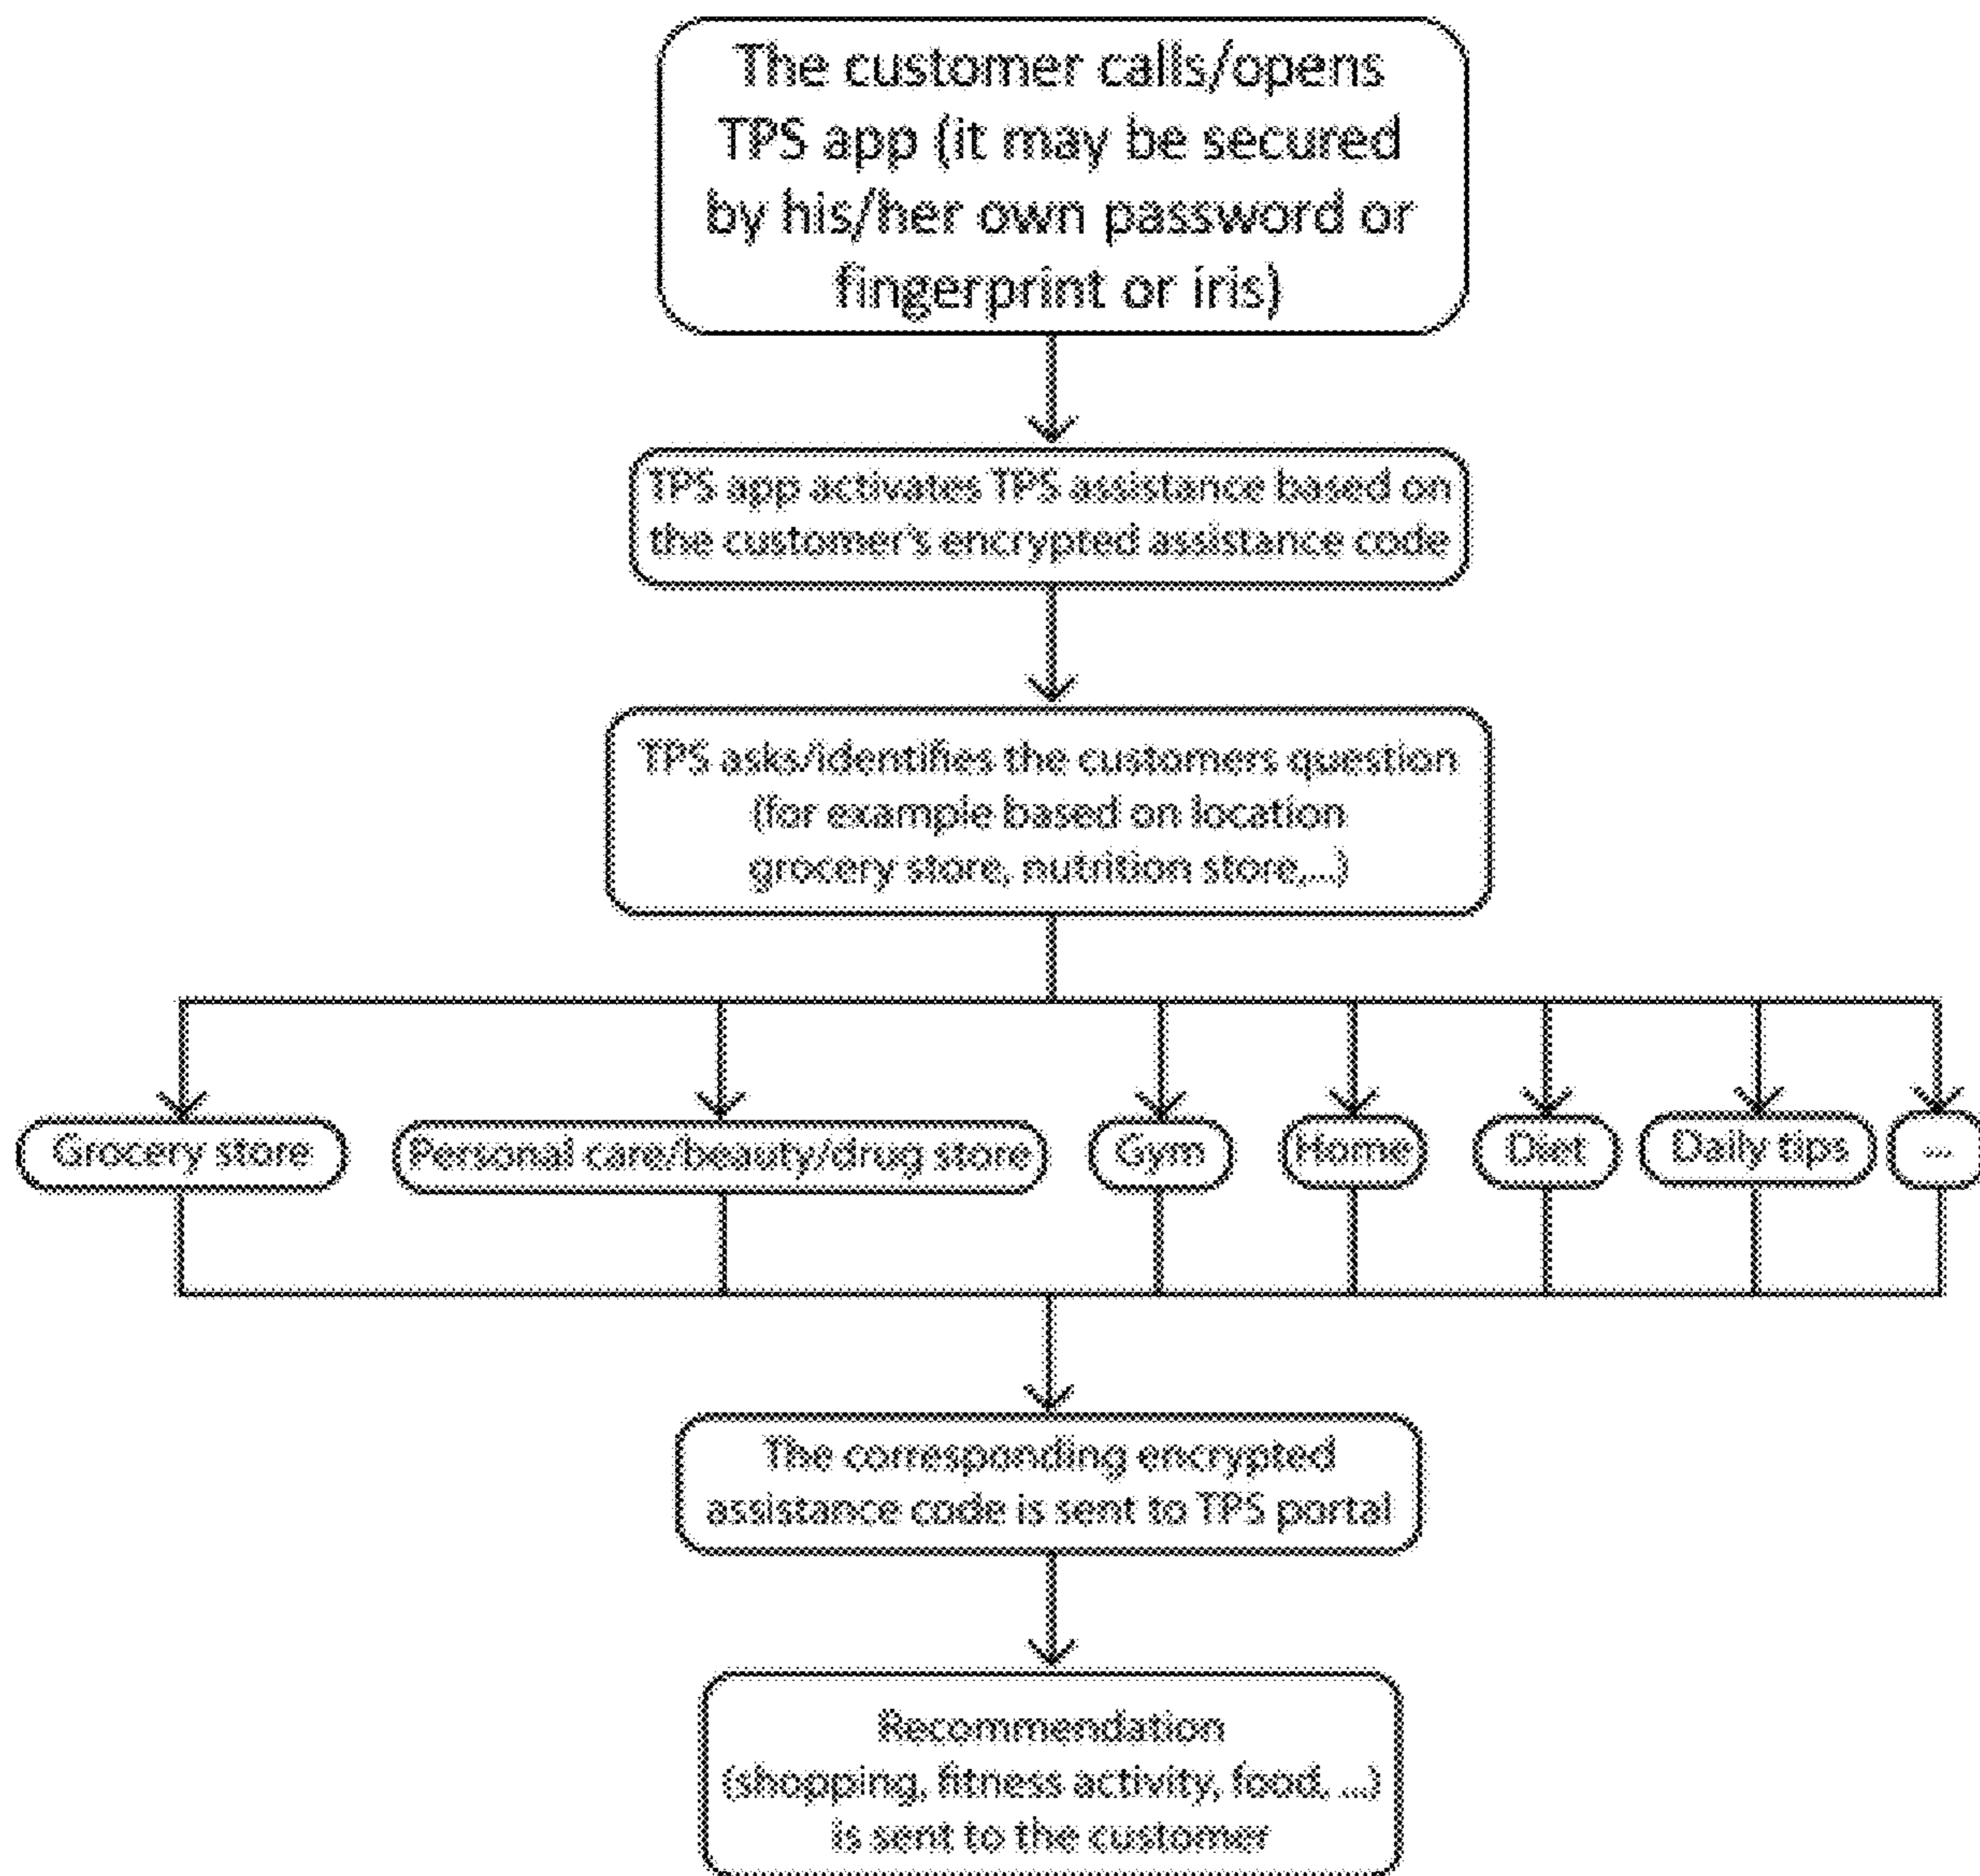 The customer calls/opens
TPS app (it may be secured
by his/her own password or
fingerprint or iris)
TPS app activates TPS assistance based on
the customer's encrypted assistance code
TPS asks/identifies the customers question
(for example based on location
grocery store, nutrition store,...)
Grocery store
Personal care/beauty/drug store
Gym
Home
Diet
Daily tips
...
The corresponding encrypted
assistance code is sent to TPS portal
Recommendation
(shopping, fitness activity, food, ...)
is sent to the customer